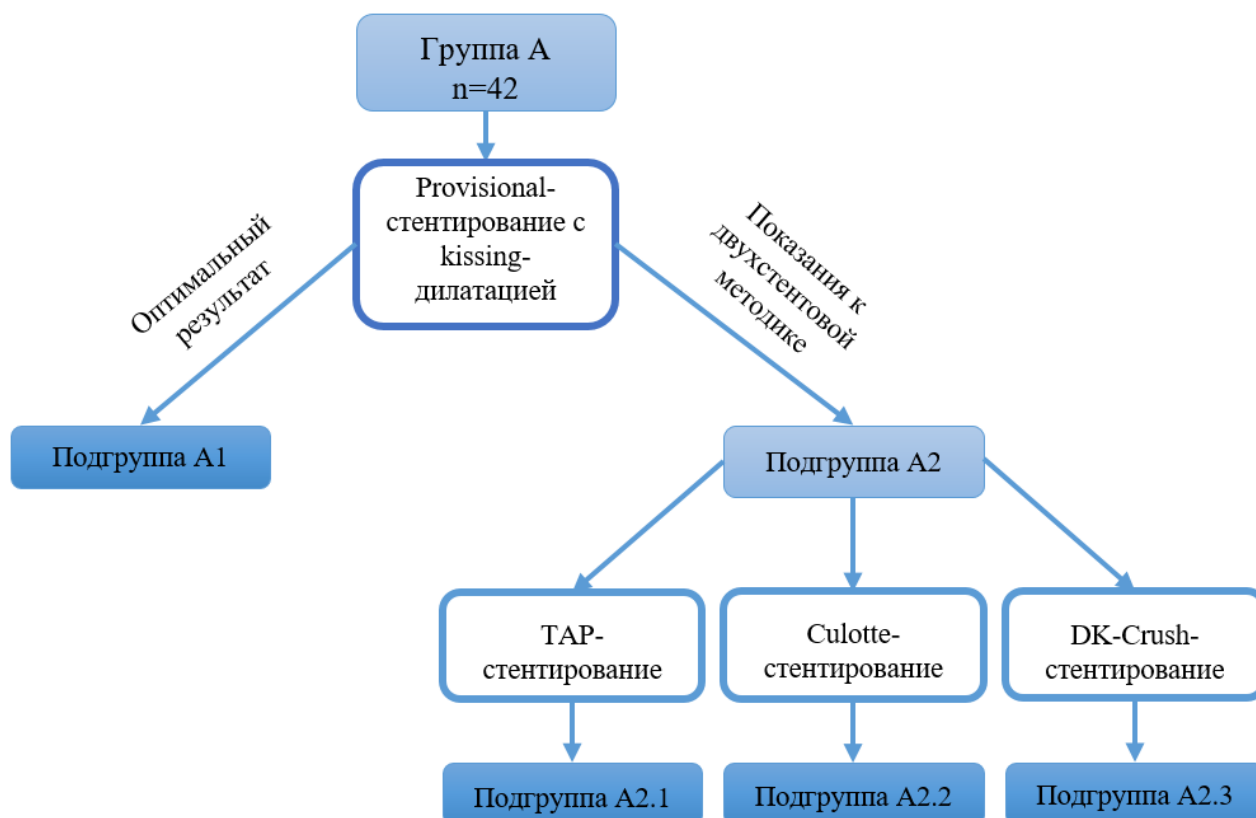 Группа А
n=42
Provisional-
стентирование с
kissing-
дилатацией
Оптимальный
результат
Показания к
двухстентовой
методике
Подгруппа А1
Подгруппа А2
TAP-
стентирование
Culotte-
стентирование
DK-Crush-
стентирование
Подгруппа А2.1
Подгруппа А2.2
Подгруппа А2.3